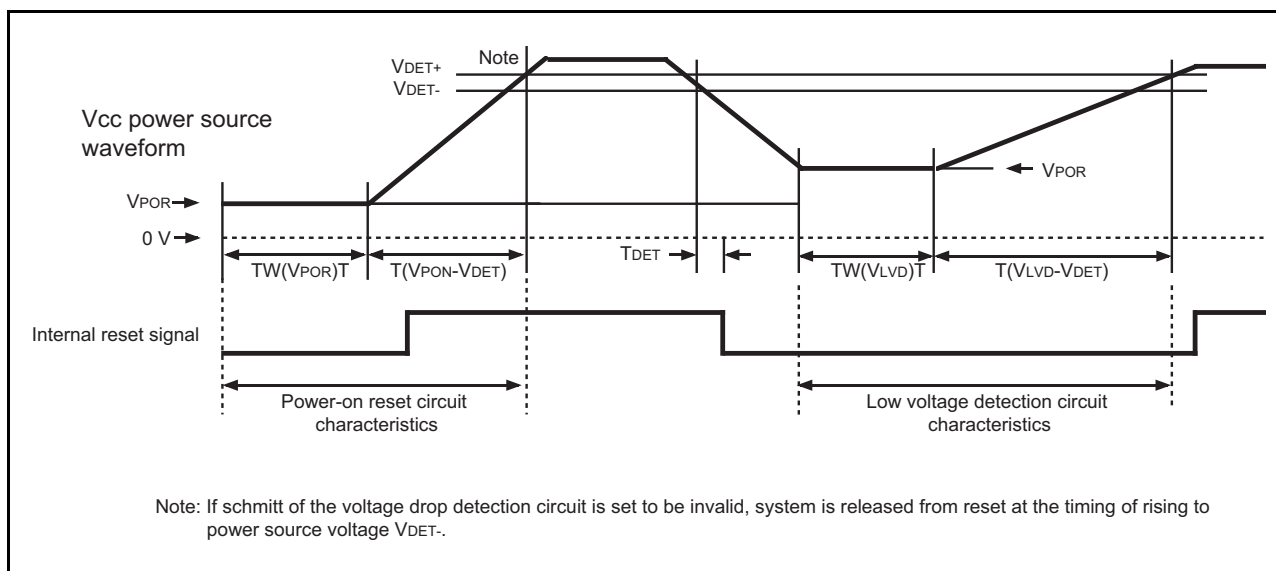 Note
VDET+
VDET-
Vcc power source
waveform
VPOR
VPOR
0 V
TDET
TW(VPOR)T
T(VPON-VDET)
TW(VLVD)T
T(VLVD-VDET)
Internal reset signal
Power-on reset circuit
characteristics
Low voltage detection circuit
characteristics
Note: If schmitt of the voltage drop detection circuit is set to be invalid, system is released from reset at the timing of rising to
power source voltage VDET-.